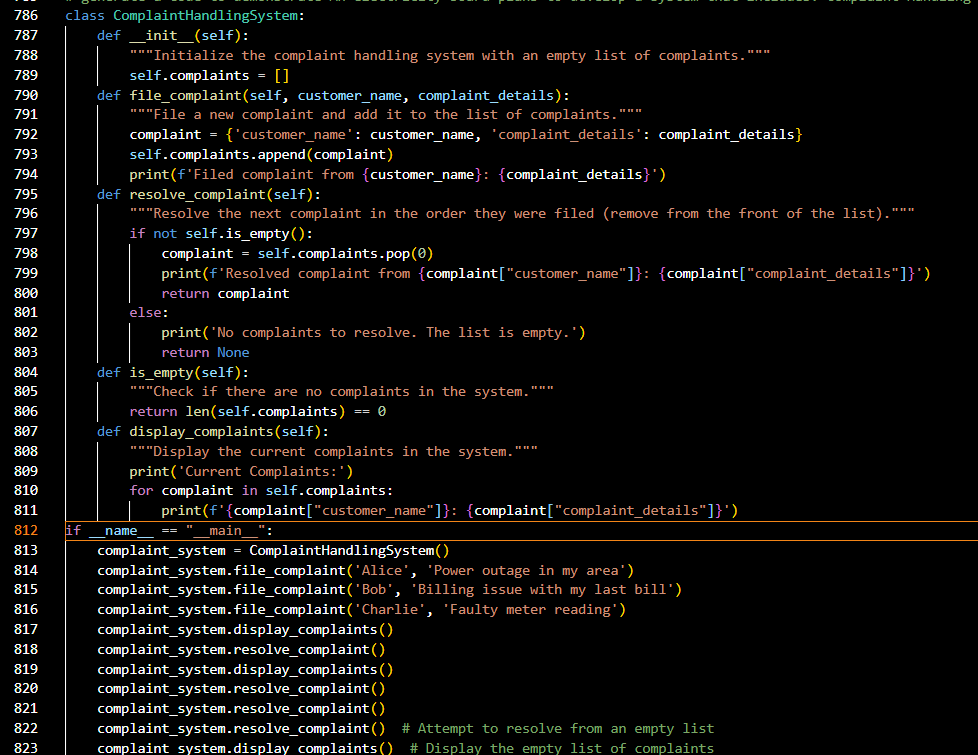 786 class ComplaintHandlingSystem:
787     def __init__(self):
788         """Initialize the complaint handling system with an empty list of complaints."""
789         self.complaints = []
790     def file_complaint(self, customer_name, complaint_details):
791         """File a new complaint and add it to the list of complaints."""
792         complaint = {'customer_name': customer_name, 'complaint_details': complaint_details}
793         self.complaints.append(complaint)
794         print(f'Filed complaint from {customer_name}: {complaint_details}')
795     def resolve_complaint(self):
796         """Resolve the next complaint in the order they were filed (remove from the front of the list)."""
797         if not self.is_empty():
798             complaint = self.complaints.pop(0)
799             print(f'Resolved complaint from {complaint["customer_name"]}: {complaint["complaint_details"]}')
800             return complaint
801         else:
802             print('No complaints to resolve. The list is empty.')
803             return None
804     def is_empty(self):
805         """Check if there are no complaints in the system."""
806         return len(self.complaints) == 0
807     def display_complaints(self):
808         """Display the current complaints in the system."""
809         print('Current Complaints:')
810         for complaint in self.complaints:
811             print(f'{complaint["customer_name"]}: {complaint["complaint_details"]}')
812 if __name__ == "__main__":
813     complaint_system = ComplaintHandlingSystem()
814     complaint_system.file_complaint('Alice', 'Power outage in my area')
815     complaint_system.file_complaint('Bob', 'Billing issue with my last bill')
816     complaint_system.file_complaint('Charlie', 'Faulty meter reading')
817     complaint_system.display_complaints()
818     complaint_system.resolve_complaint()
819     complaint_system.display_complaints()
820     complaint_system.resolve_complaint()
821     complaint_system.resolve_complaint()
822     complaint_system.resolve_complaint()  # Attempt to resolve from an empty list
823     complaint_system.display_complaints()  # Display the empty list of complaints